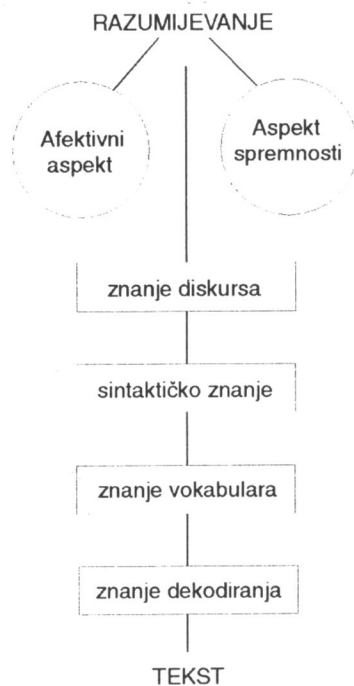 RAZUMIJEVANJE
Afektivni
aspekt
Aspekt
spremnosti
znanje diskursa
sintaktičko znanje
znanje vokabulara
znanje dekodiranja
TEKST